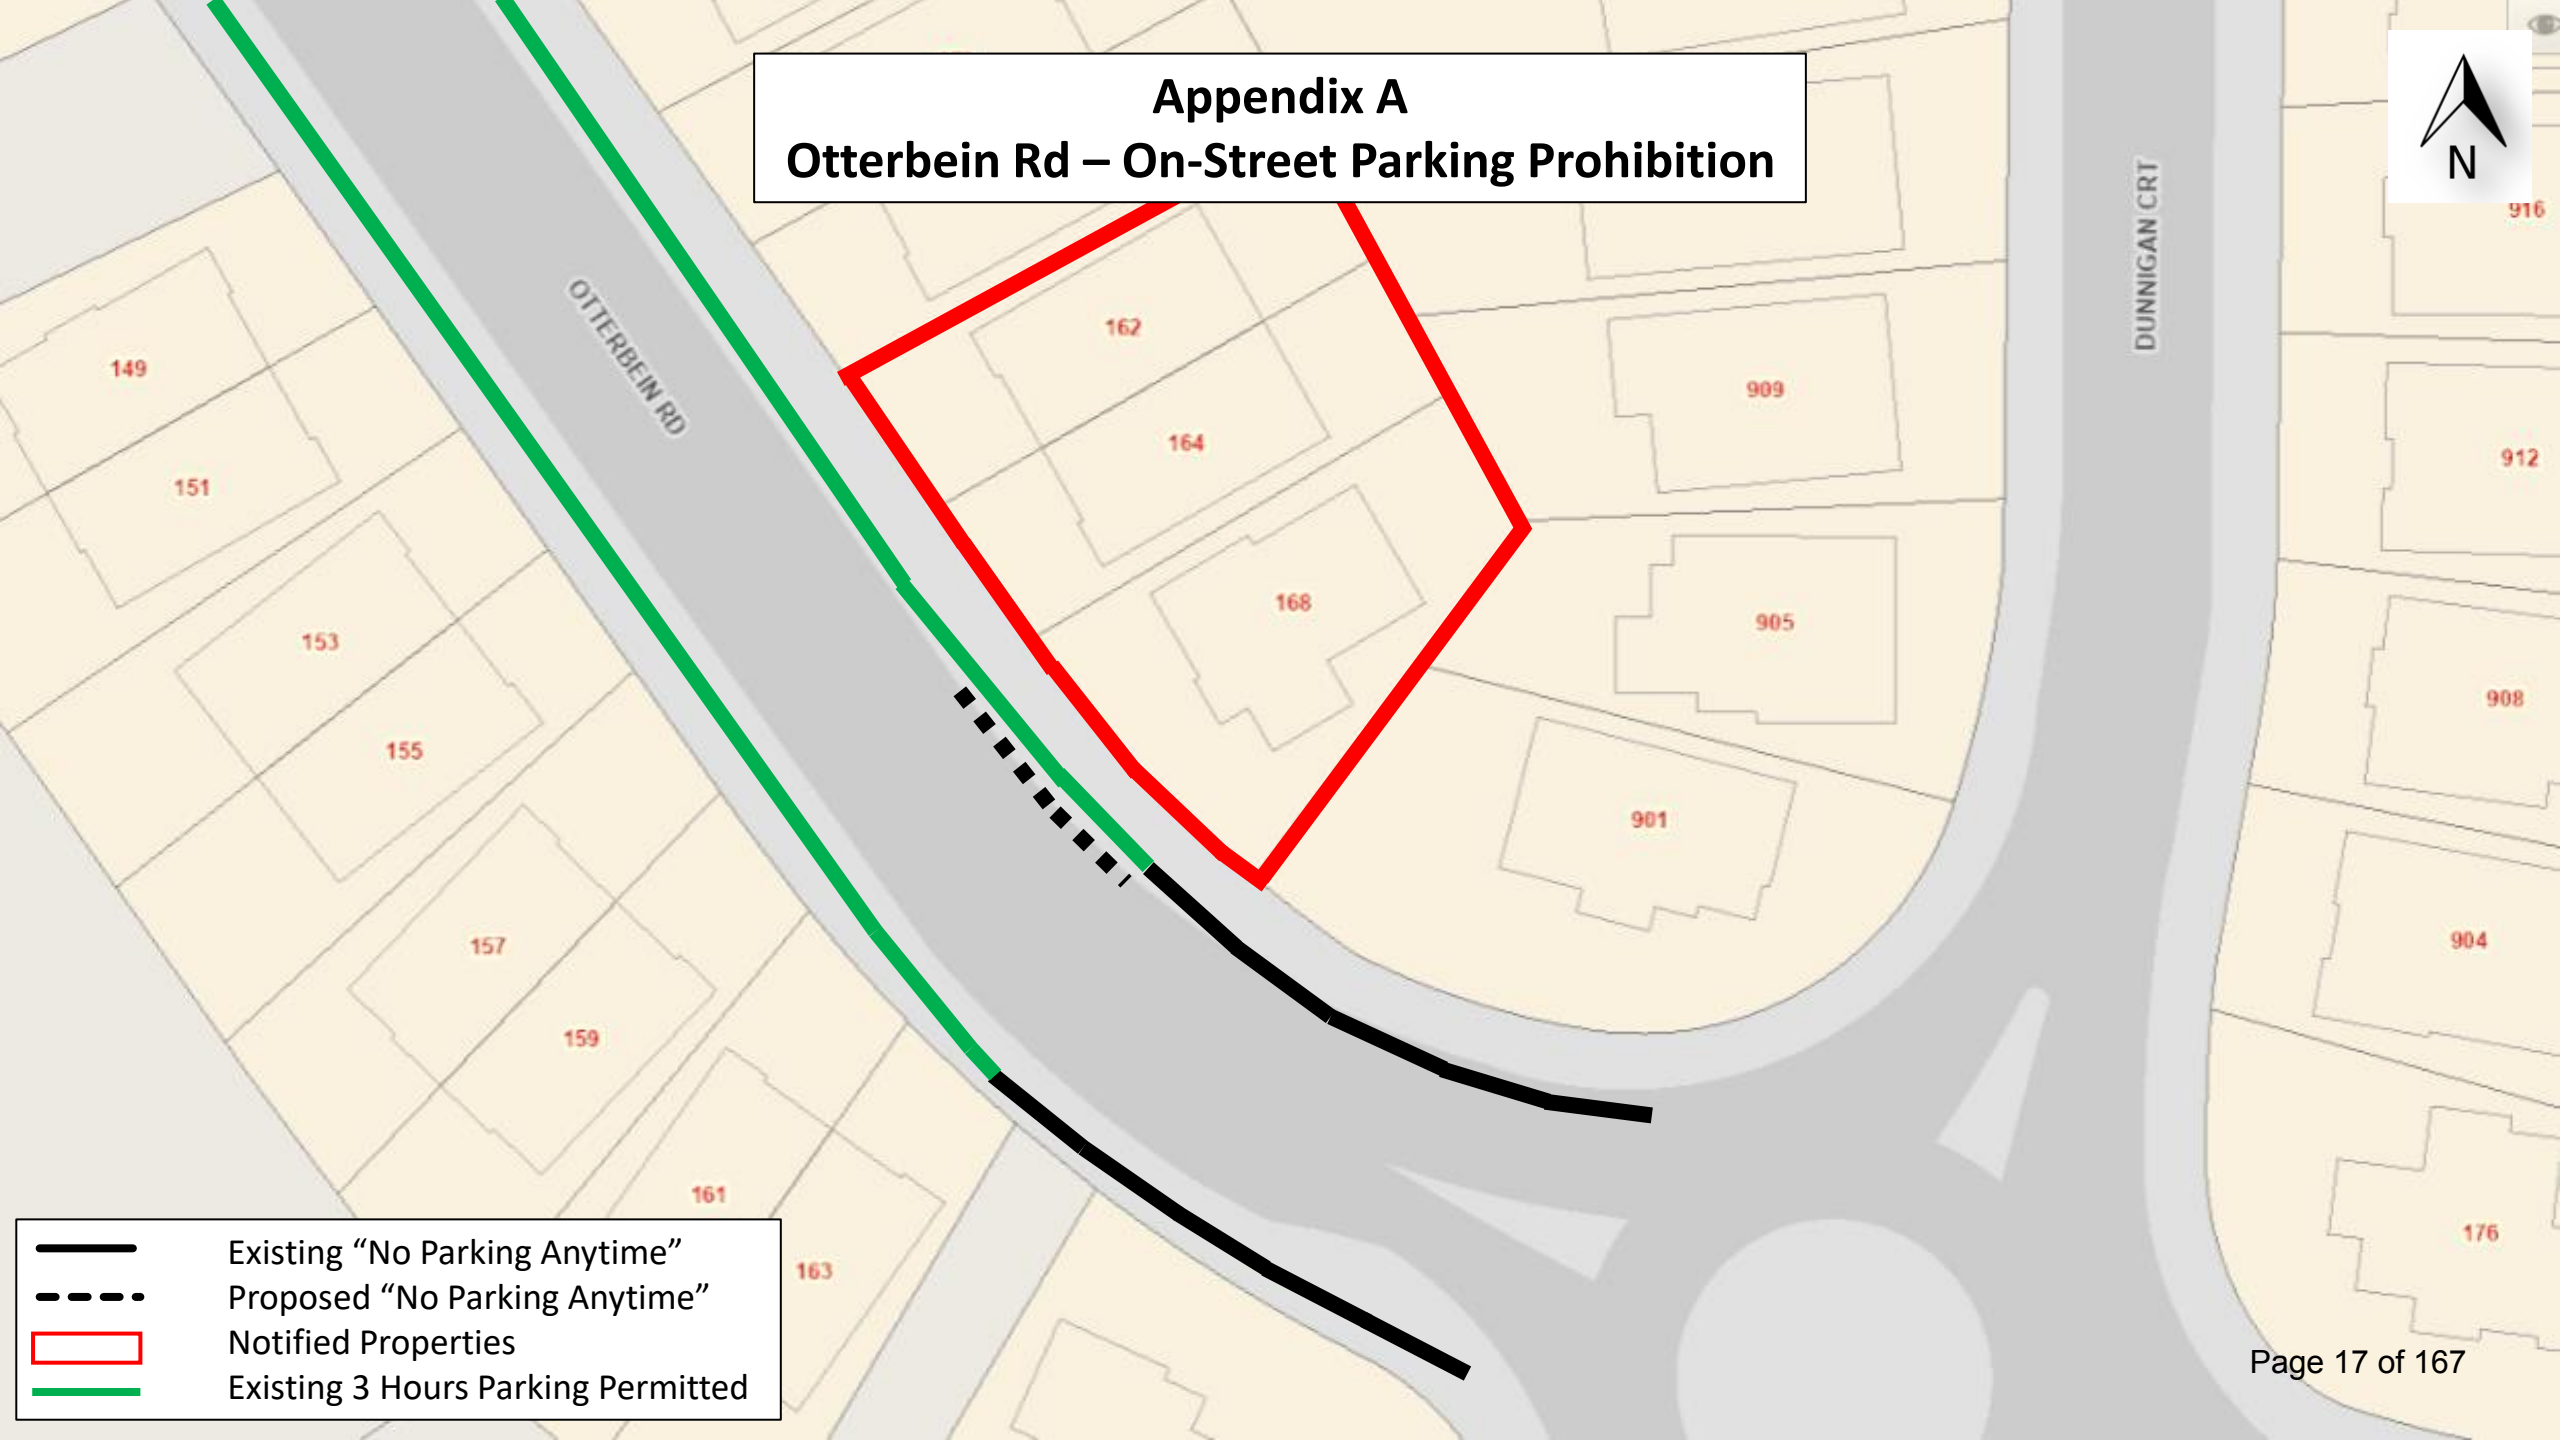 Appendix A
Otterbein Rd – On-Street Parking Prohibition
N
OTTERBEIN RD
DUNNIGAN CRT
916
162
149
909
164
912
151
168
905
153
908
155
901
157
904
159
161
176
163
Existing “No Parking Anytime”
Proposed “No Parking Anytime”
Notified Properties
Existing 3 Hours Parking Permitted
Page 17 of 167